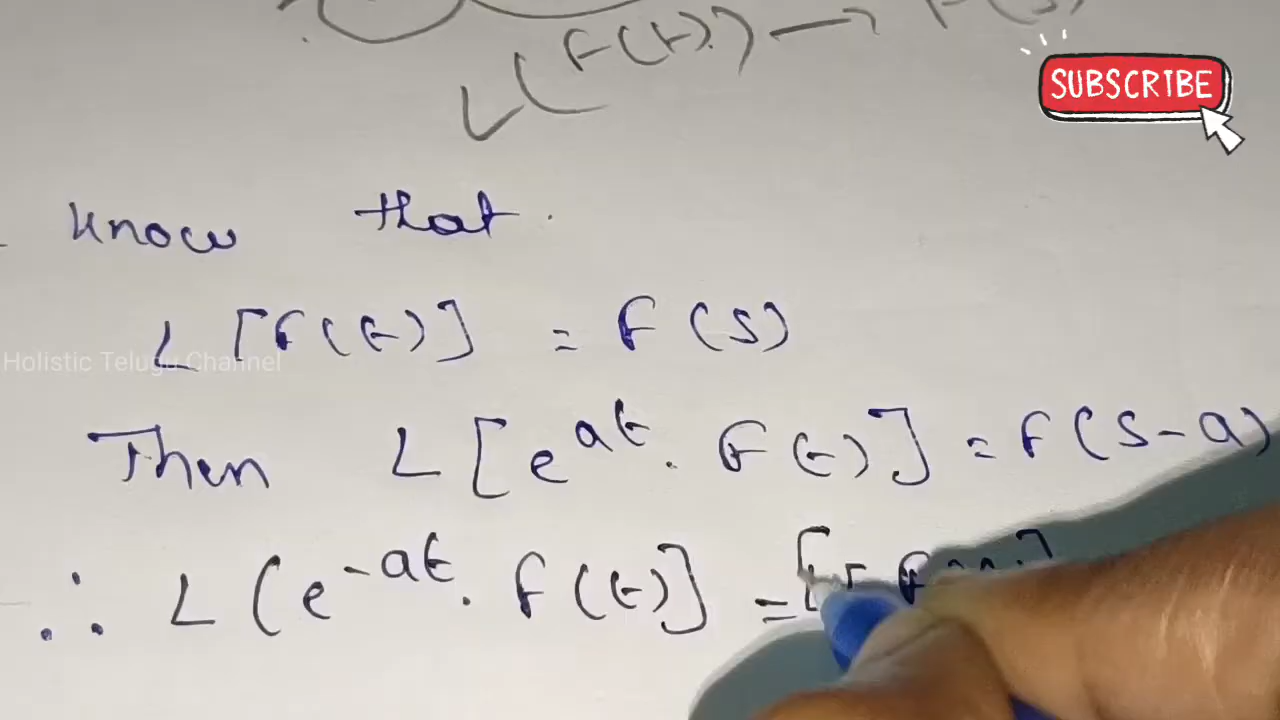 F(t)) → F(s)
SUBSCRIBE
know that.
L [F(t)] = F(s)
Holistic Telugu Channel
Then L[e^at. F(t)] = F(s-a)
∴ L(e^-at. F(t)] = [